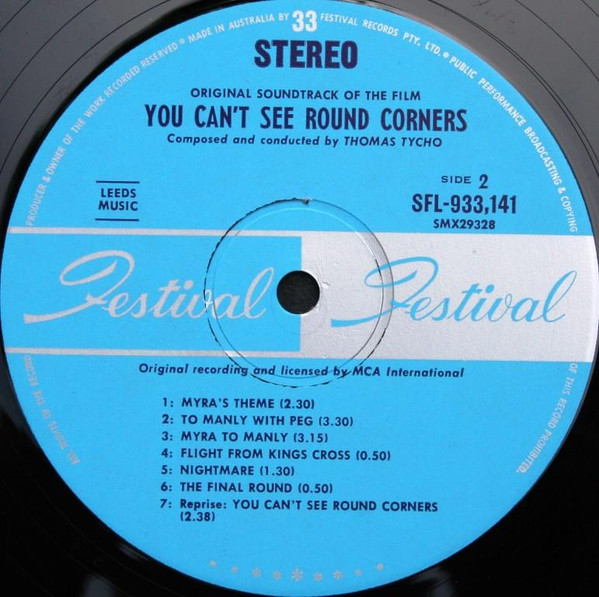 PRODUCER & OWNER OF THE WORK RECORDED RESERVED * MADE IN AUSTRALIA BY 33 FESTIVAL RECORDS PTY. LTD. * PUBLIC PERFORMANCE BROADCASTING & COPYING
STEREO
ORIGINAL SOUNDTRACK OF THE FILM
YOU CAN'T SEE ROUND CORNERS
Composed and conducted by THOMAS TYCHO
LEEDS
MUSIC
SIDE 2
SFL-933,141
SMX29328
Festival Festival
Original recording and licensed by MCA International
1: MYRA'S THEME (2.30)
2: TO MANLY WITH PEG (3.30)
3: MYRA TO MANLY (3.15)
4: FLIGHT FROM KINGS CROSS (0.50)
5: NIGHTMARE (1.30)
6: THE FINAL ROUND (0.50)
7: Reprise: YOU CAN'T SEE ROUND CORNERS
(2.38)
ALL RIGHTS OF THE RECORD
OF THIS RECORD PROHIBITED.